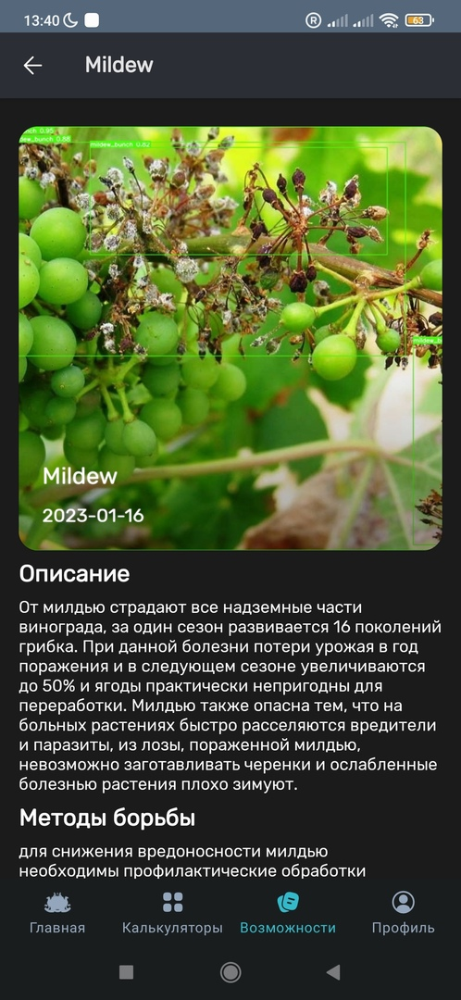 13:40
R
63
Mildew
nch 0.95
ew_bunch 0.88
mildew_bunch 0.82
mildew_b
Mildew
2023-01-16
Описание
От милдью страдают все надземные части
винограда, за один сезон развивается 16 поколений
грибка. При данной болезни потери урожая в год
поражения и в следующем сезоне увеличиваются
до 50% и ягоды практически непригодны для
переработки. Милдью также опасна тем, что на
больных растениях быстро расселяются вредители
и паразиты, из лозы, пораженной милдью,
невозможно заготавливать черенки и ослабленные
болезнью растения плохо зимуют.
Методы борьбы
для снижения вредоносности милдью
необходимы профилактические обработки
Главная
Калькуляторы
Возможности
Профиль